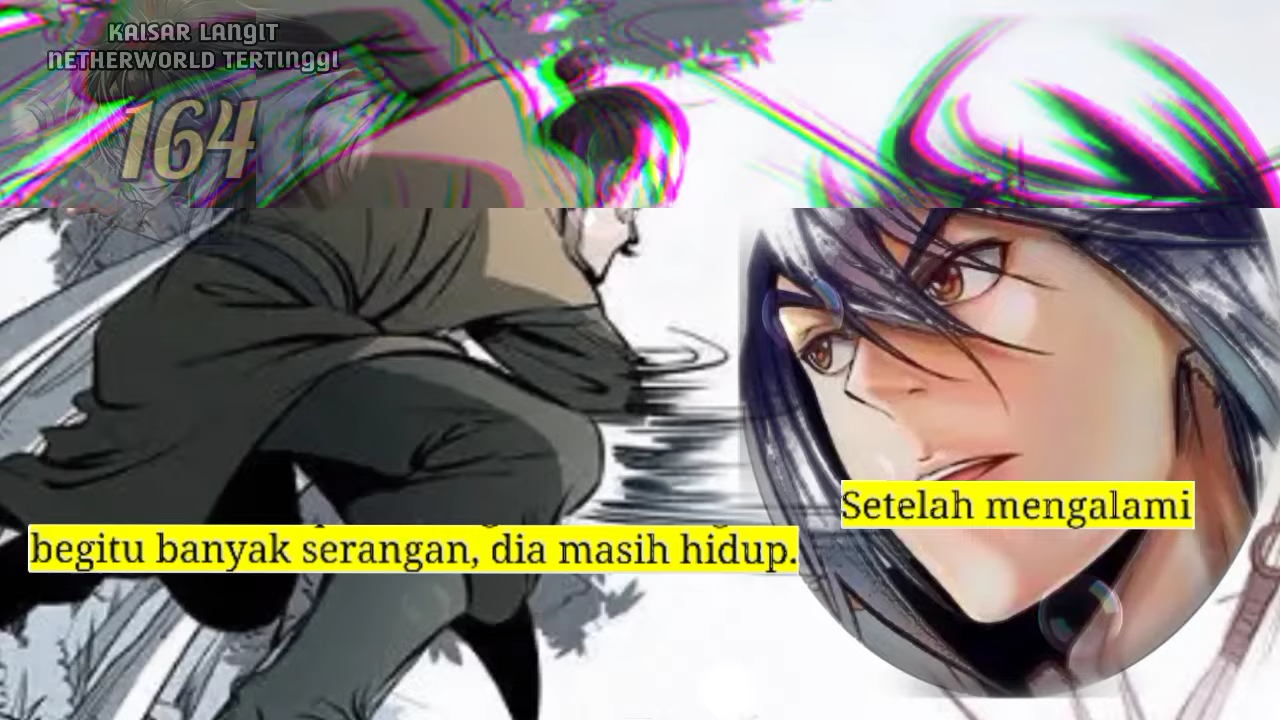 KAISAR LANGIT
NETHERWORLD TERTINGGI
164
Setelah mengalami
begitu banyak serangan, dia masih hidup.